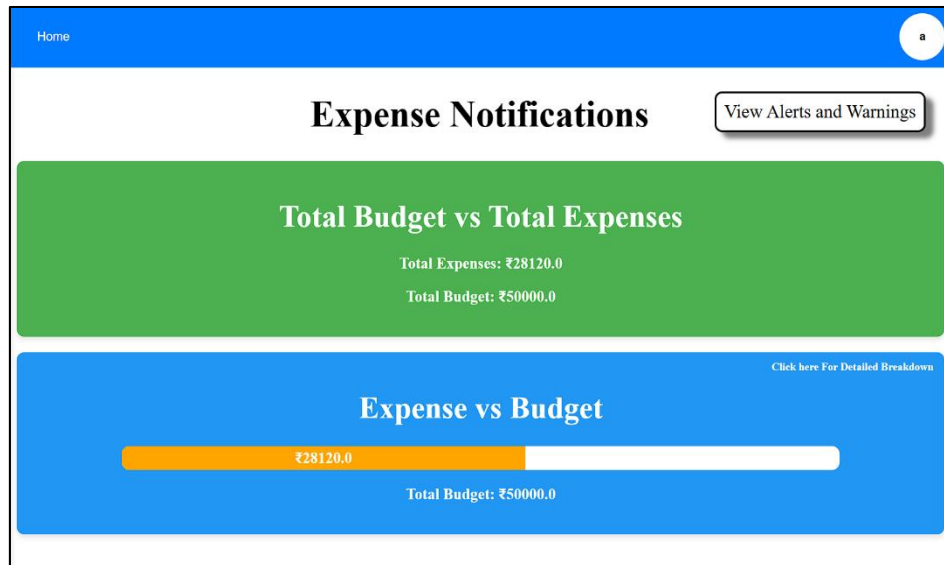 Home
a
Expense Notifications
View Alerts and Warnings
Total Budget vs Total Expenses
Total Expenses: ₹28120.0
Total Budget: ₹50000.0
Click here For Detailed Breakdown
Expense vs Budget
₹28120.0
Total Budget: ₹50000.0